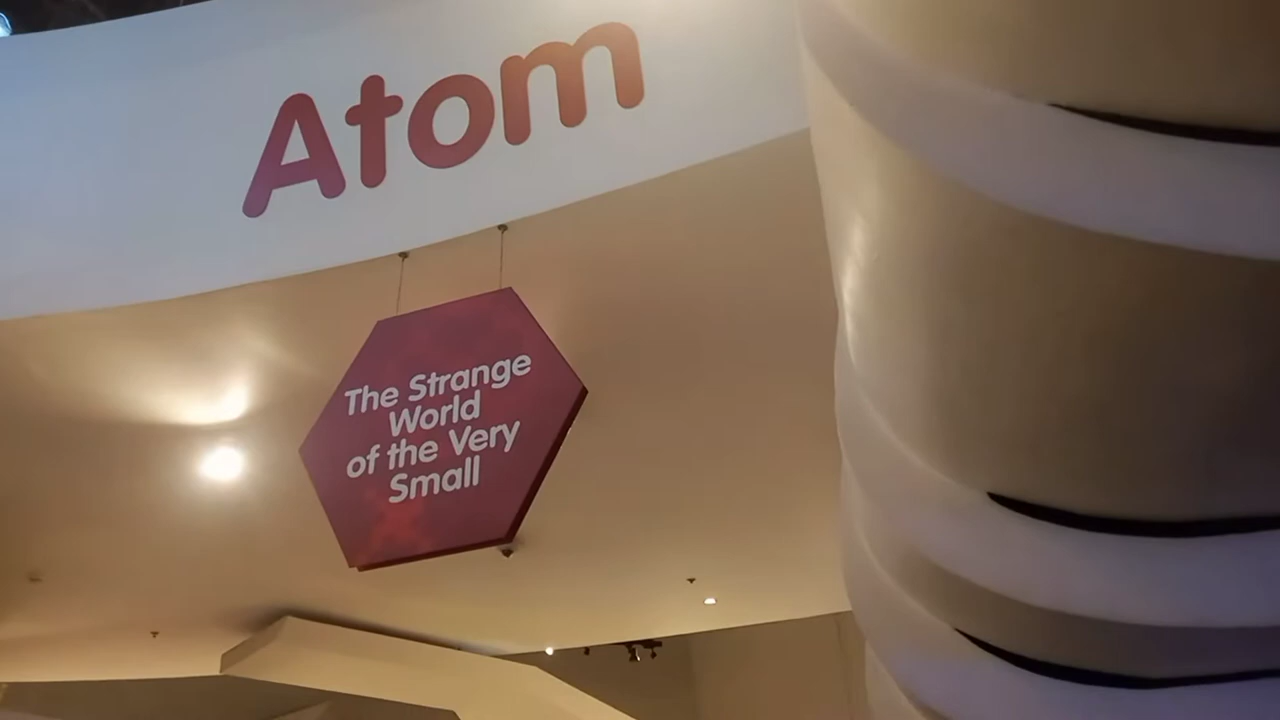 Atom
The Strange
World
of the Very
Small